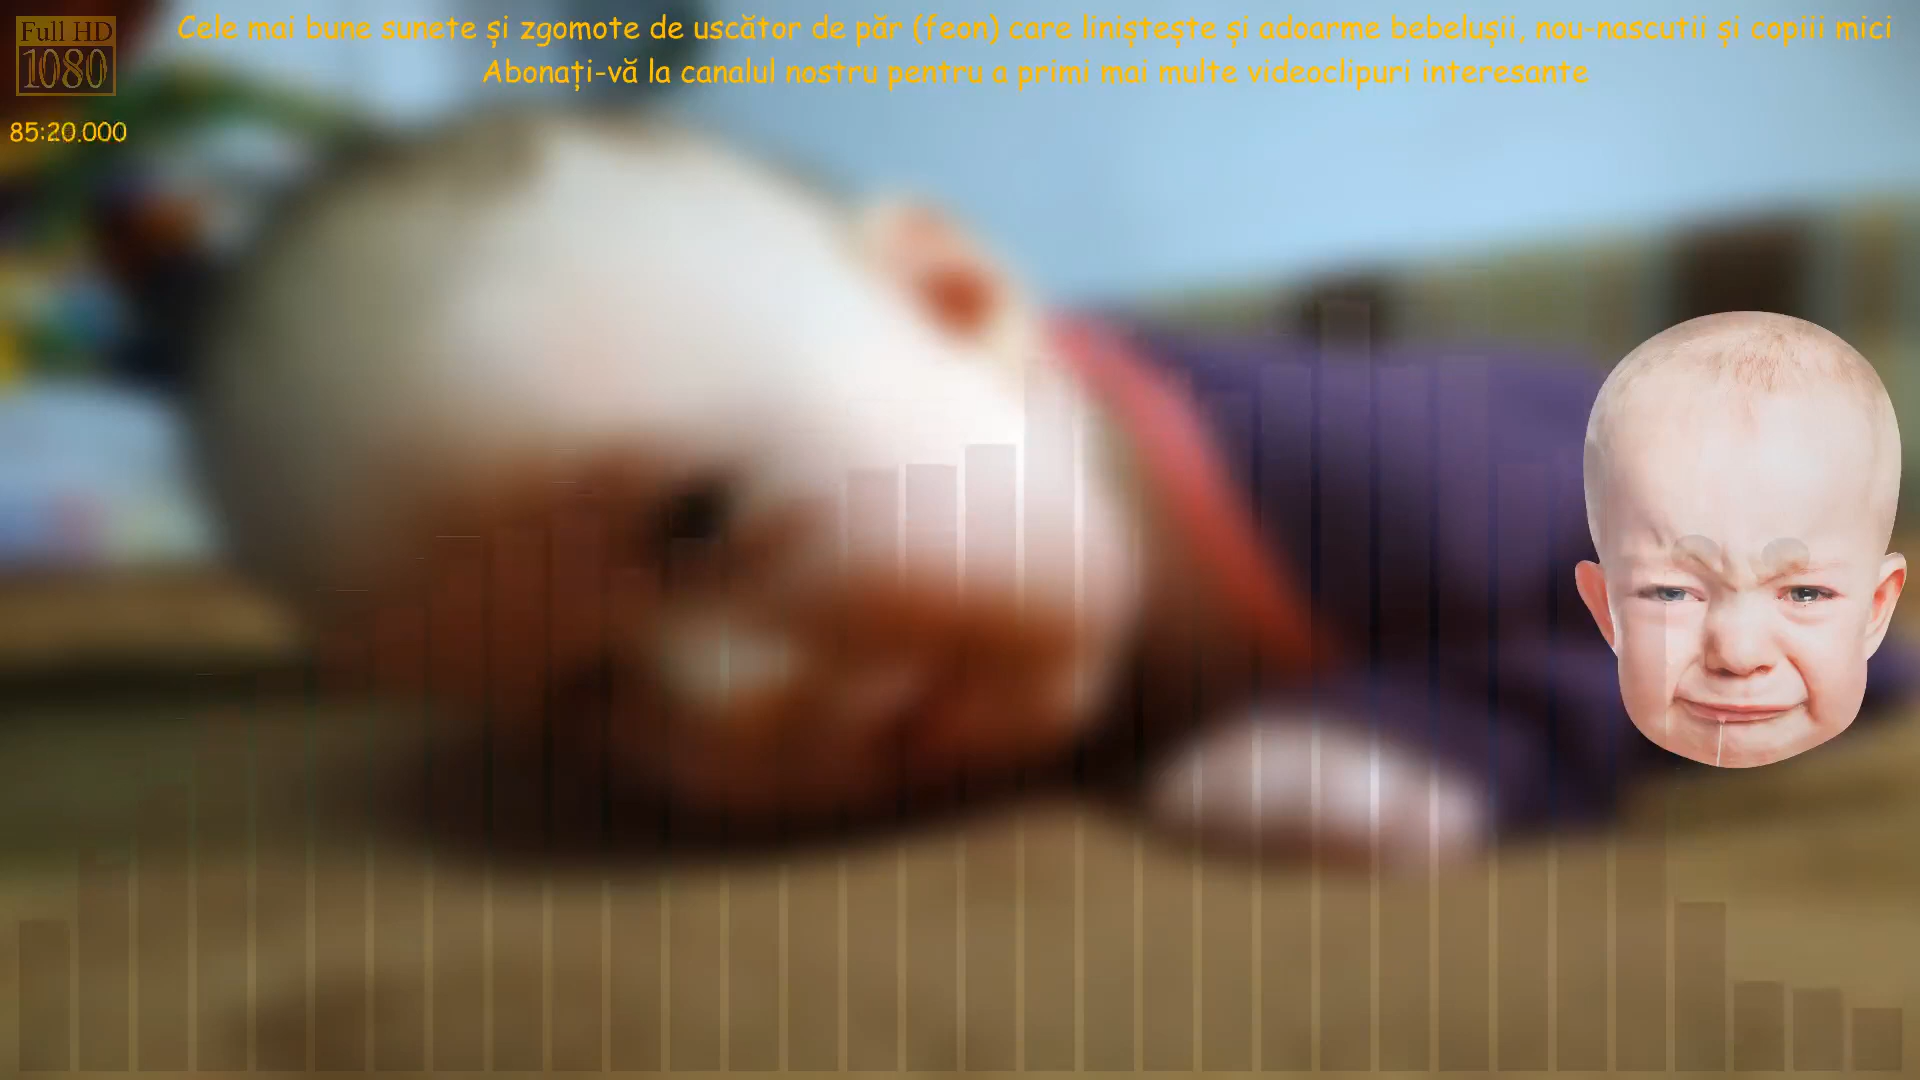 Cele mai bune sunete și zgomote de uscător de păr (feon) care liniștește și adoarme bebelușii, nou-nascutii și copiii mici
Abonați-vă la canalul nostru pentru a primi mai multe videoclipuri interesante
Full HD
1080
85:20.000